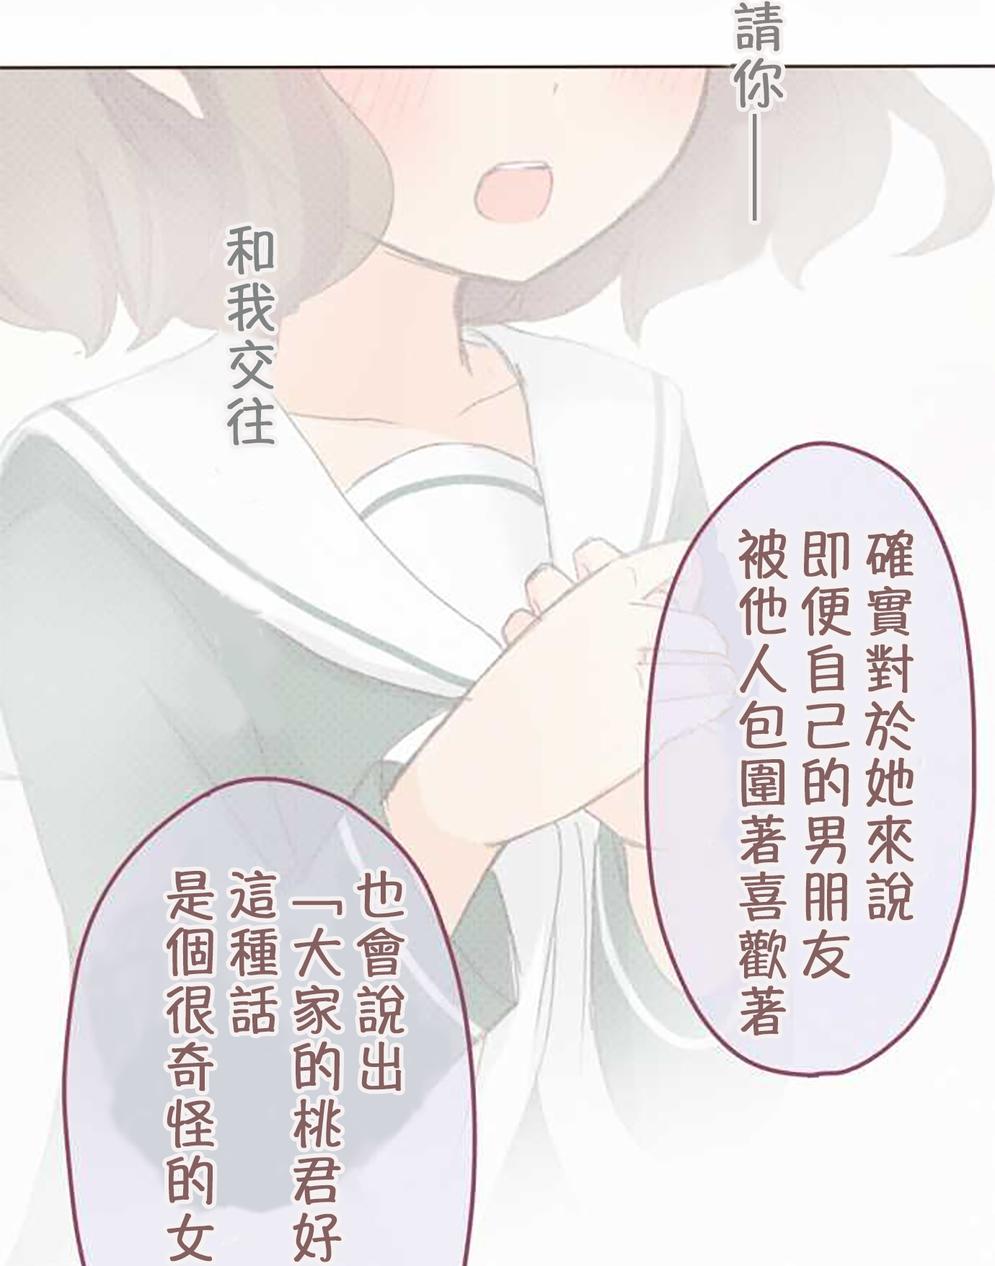 請你——
和我交往
確實對於她來說
即便自己的男朋友
被他人包圍著喜歡著
也會說出
「大家的桃君好
這種話
是個很奇怪的女